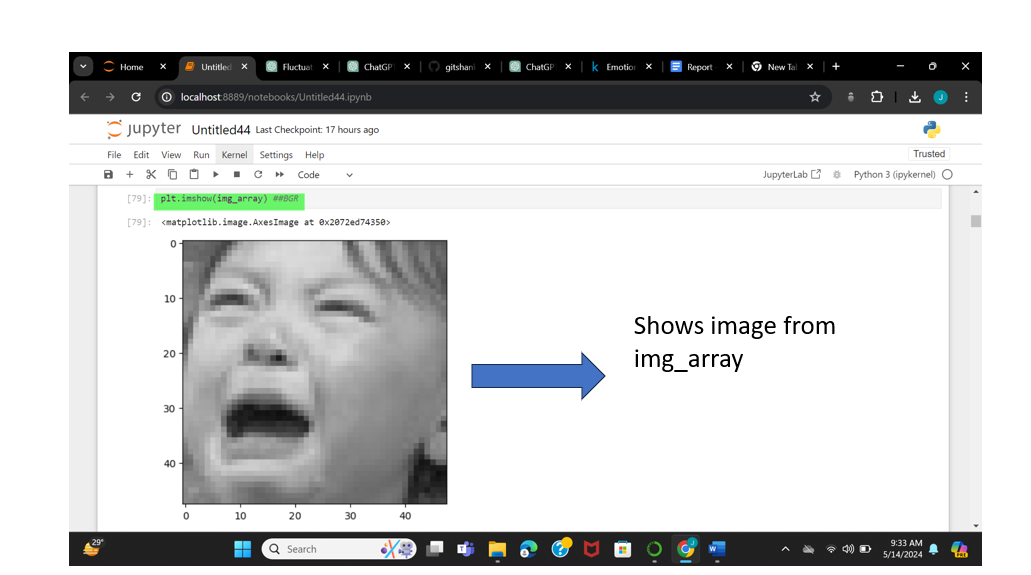 Home
Untitled
Fluctuat
ChatGP
gitshan
ChatGP
Emotion
Report
New Tal
localhost:8889/notebooks/Untitled44.ipynb
J
jupyter Untitled44 Last Checkpoint: 17 hours ago
File Edit View Run Kernel Settings Help
Trusted
Code
JupyterLab
Python 3 (ipykernel)
[79]: plt.imshow(img_array) ##BGR
[79]: <matplotlib.image.AxesImage at 0x2072ed74350>
0
10
20
30
40
0 10 20 30 40
Shows image from
img_array
29°
Search
9:33 AM
5/14/2024